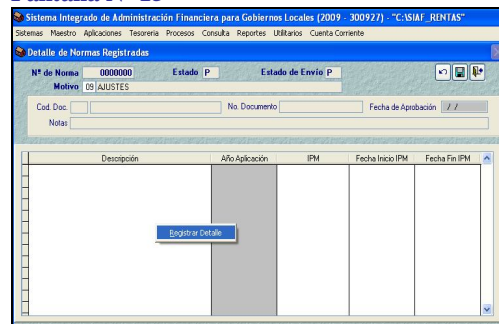 Sistema Integrado de Administración Financiera para Gobiernos Locales (2009 - 300927) - "C:\SIAF_RENTAS"
Sistemas Maestro Aplicaciones Tesoreria Procesos Consulta Reportes Utilitarios Cuenta Corriente
Detalle de Normas Registradas
Nº de Norma 0000000 Estado P Estado de Envío P
Motivo 09 AJUSTES
Cod. Doc. No. Documento Fecha de Aprobación / /
Notas
Descripción Año Aplicación IPM Fecha Inicio IPM Fecha Fin IPM
Registrar Detalle